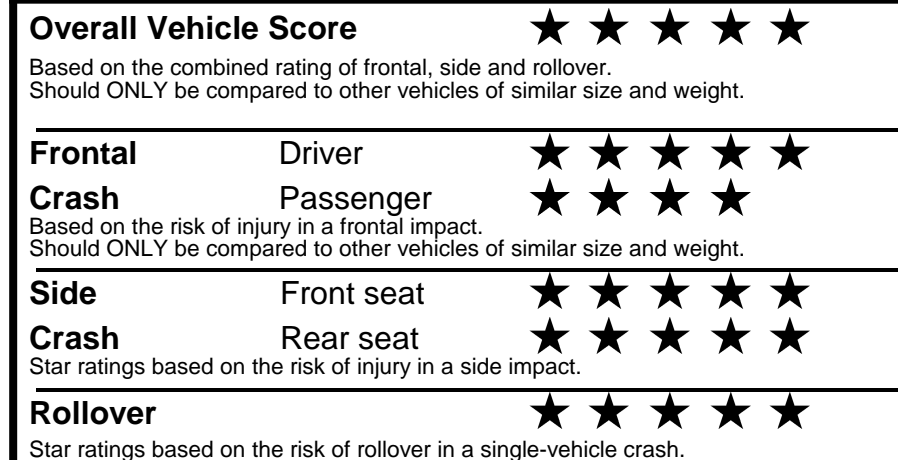 Overall Vehicle Score ★ ★ ★ ★ ★
Based on the combined rating of frontal, side and rollover.
Should ONLY be compared to other vehicles of similar size and weight.
Frontal Driver ★ ★ ★ ★ ★
Crash Passenger ★ ★ ★ ★
Based on the risk of injury in a frontal impact.
Should ONLY be compared to other vehicles of similar size and weight.
Side Front seat ★ ★ ★ ★ ★
Crash Rear seat ★ ★ ★ ★ ★
Star ratings based on the risk of injury in a side impact.
Rollover ★ ★ ★ ★ ★
Star ratings based on the risk of rollover in a single-vehicle crash.